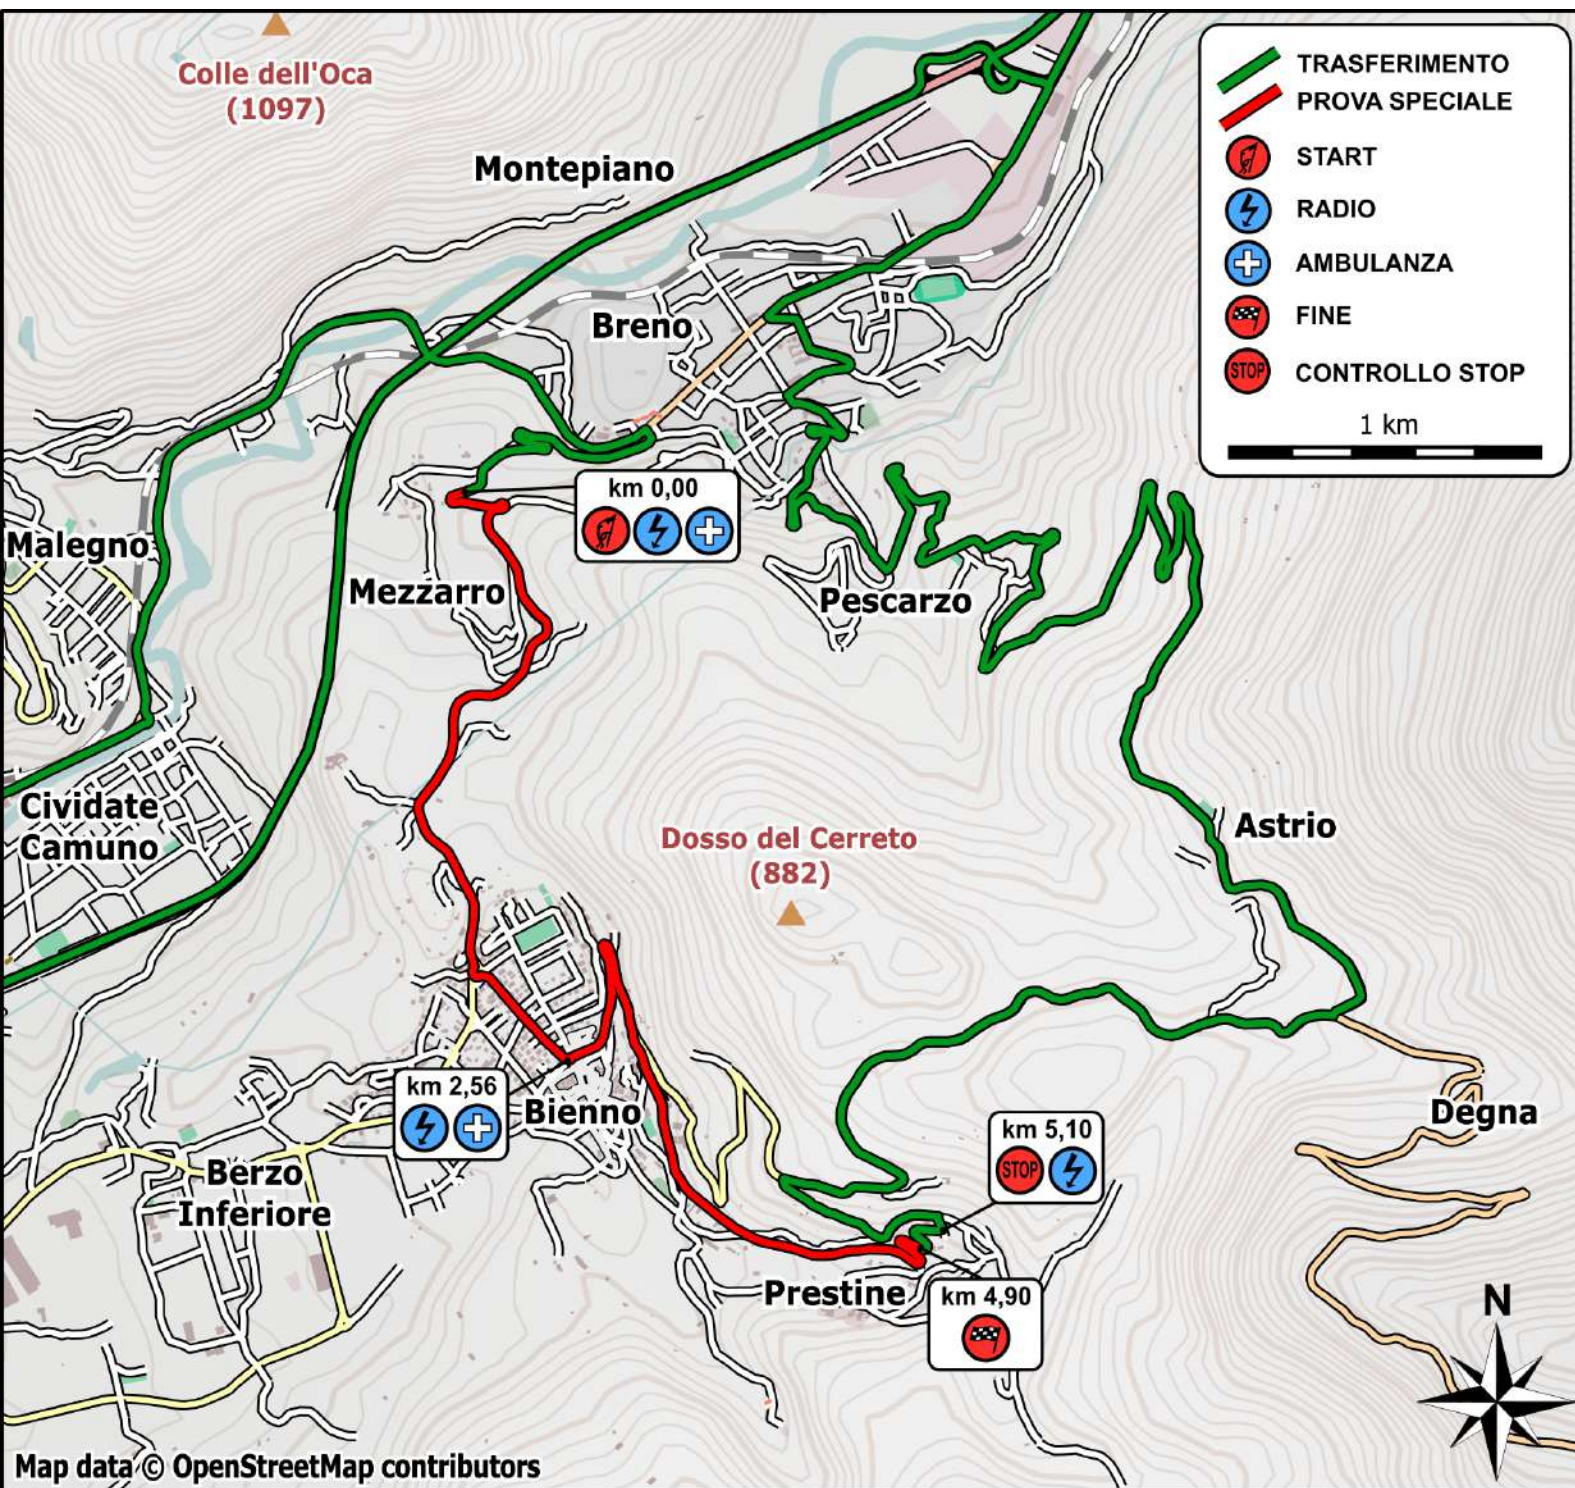 Colle dell'Oca
(1097)
TRASFERIMENTO
PROVA SPECIALE
START
RADIO
AMBULANZA
FINE
STOP
CONTROLLO STOP
1 km
Montepiano
Breno
km 0,00
Malegno
Mezzarro
Pescarzo
Cividate
Camuno
Dosso del Cerreto
(882)
Astrio
km 2,56
Bienno
km 5,10
STOP
Degna
Berzo
Inferiore
Prestine
km 4,90
N
Map data © OpenStreetMap contributors